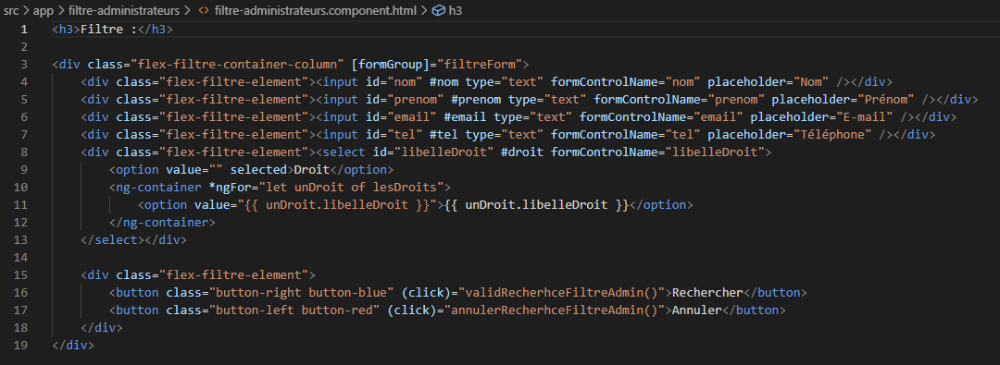 src > app > filtre-administrateurs > <> filtre-administrateurs.component.html > h3
1 <h3>Filtre :</h3>
2
3 <div class="flex-filtre-container-column" [formGroup]="filtreForm">
4 <div class="flex-filtre-element"><input id="nom" #nom type="text" formControlName="nom" placeholder="Nom" /></div>
5 <div class="flex-filtre-element"><input id="prenom" #prenom type="text" formControlName="prenom" placeholder="Prénom" /></div>
6 <div class="flex-filtre-element"><input id="email" #email type="text" formControlName="email" placeholder="E-mail" /></div>
7 <div class="flex-filtre-element"><input id="tel" #tel type="text" formControlName="tel" placeholder="Téléphone" /></div>
8 <div class="flex-filtre-element"><select id="libelleDroit" #droit formControlName="libelleDroit">
9 <option value="" selected>Droit</option>
10 <ng-container *ngFor="let unDroit of lesDroits">
11 <option value="{{ unDroit.libelleDroit }}">{{ unDroit.libelleDroit }}</option>
12 </ng-container>
13 </select></div>
14
15 <div class="flex-filtre-element">
16 <button class="button-right button-blue" (click)="validRecherhceFiltreAdmin()">Rechercher</button>
17 <button class="button-left button-red" (click)="annulerRecherhceFiltreAdmin()">Annuler</button>
18 </div>
19 </div>